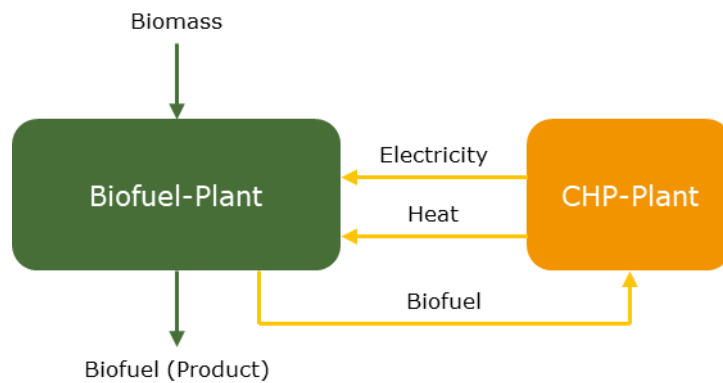 Biomass
Biofuel-Plant
Electricity
Heat
CHP-Plant
Biofuel
Biofuel (Product)